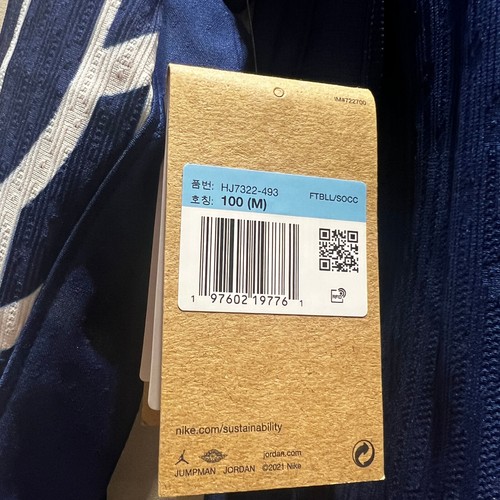 IM#722700
품번: HJ7322-493
호칭: 100 (M)
FTBLL/SOCC
1 97602 19776 1
RFID
nike.com/sustainability
jordan.com
JUMPMAN JORDAN ©2021 Nike